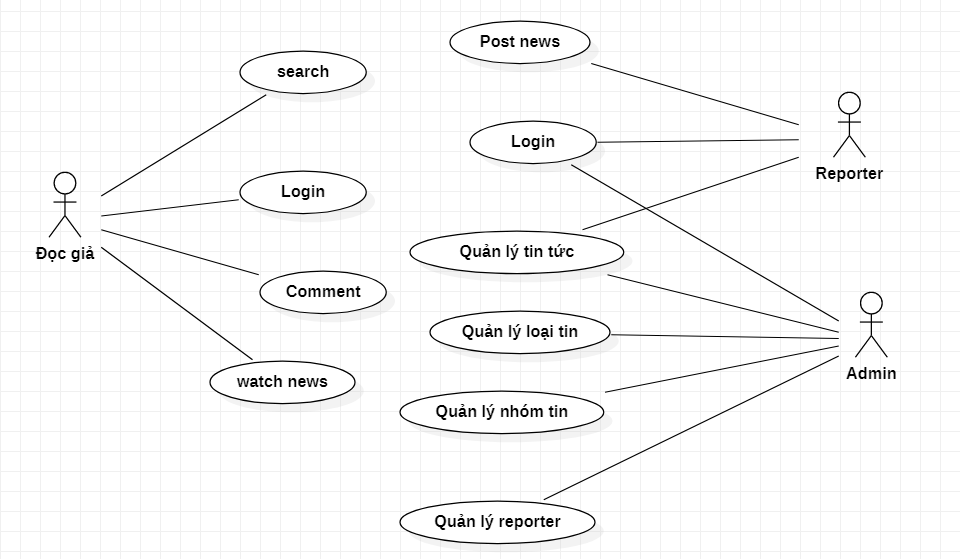 Post news
search
Login
Reporter
Login
Đọc giả
Quản lý tin tức
Comment
Quản lý loại tin
Admin
watch news
Quản lý nhóm tin
Quản lý reporter